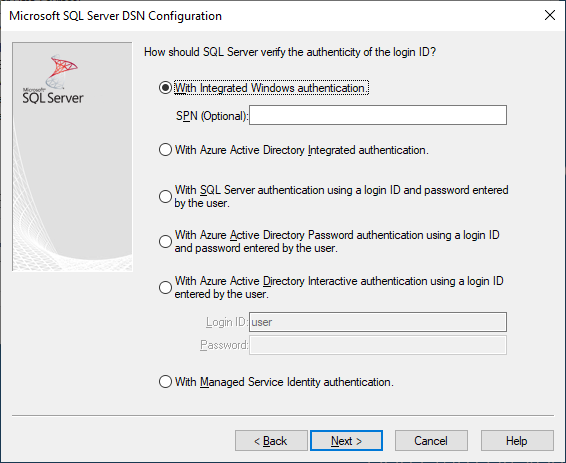 Microsoft SQL Server DSN Configuration
How should SQL Server verify the authenticity of the login ID?
Microsoft
SQL Server
With Integrated Windows authentication.
SPN (Optional):
With Azure Active Directory Integrated authentication.
With SQL Server authentication using a login ID and password entered
by the user.
With Azure Active Directory Password authentication using a login ID
and password entered by the user.
With Azure Active Directory Interactive authentication using a login ID
entered by the user.
Login ID: user
Password:
With Managed Service Identity authentication.
< Back Next > Cancel Help